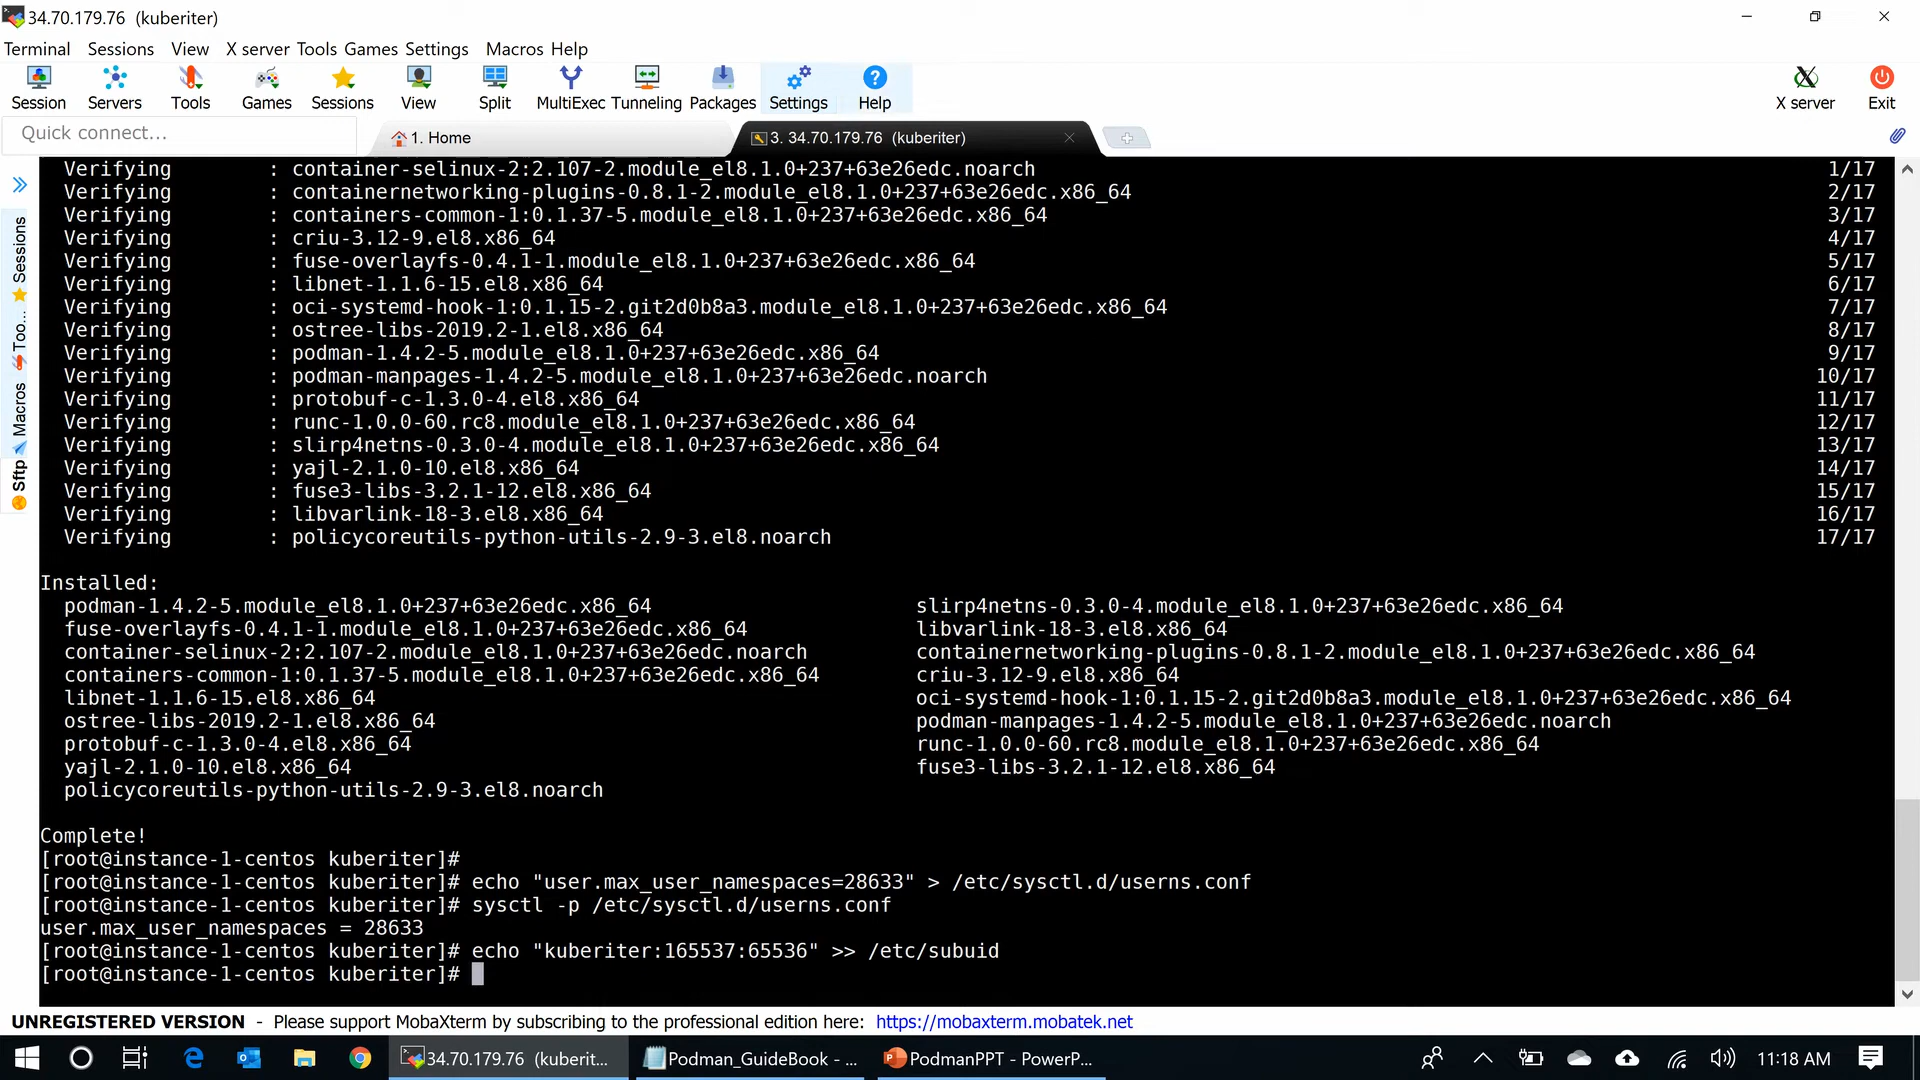 34.70.179.76 (kuberiter)
Terminal Sessions View X server Tools Games Settings Macros Help
Session Servers Tools Games Sessions View Split MultiExec Tunneling Packages Settings Help X server Exit
Quick connect...
1. Home
3. 34.70.179.76 (kuberiter)
Sessions
Too...
Macros
Sftp
Verifying : container-selinux-2:2.107-2.module_el8.1.0+237+63e26edc.noarch 1/17
Verifying : containernetworking-plugins-0.8.1-2.module_el8.1.0+237+63e26edc.x86_64 2/17
Verifying : containers-common-1:0.1.37-5.module_el8.1.0+237+63e26edc.x86_64 3/17
Verifying : criu-3.12-9.el8.x86_64 4/17
Verifying : fuse-overlayfs-0.4.1-1.module_el8.1.0+237+63e26edc.x86_64 5/17
Verifying : libnet-1.1.6-15.el8.x86_64 6/17
Verifying : oci-systemd-hook-1:0.1.15-2.git2d0b8a3.module_el8.1.0+237+63e26edc.x86_64 7/17
Verifying : ostree-libs-2019.2-1.el8.x86_64 8/17
Verifying : podman-1.4.2-5.module_el8.1.0+237+63e26edc.x86_64 9/17
Verifying : podman-manpages-1.4.2-5.module_el8.1.0+237+63e26edc.noarch 10/17
Verifying : protobuf-c-1.3.0-4.el8.x86_64 11/17
Verifying : runc-1.0.0-60.rc8.module_el8.1.0+237+63e26edc.x86_64 12/17
Verifying : slirp4netns-0.3.0-4.module_el8.1.0+237+63e26edc.x86_64 13/17
Verifying : yajl-2.1.0-10.el8.x86_64 14/17
Verifying : fuse3-libs-3.2.1-12.el8.x86_64 15/17
Verifying : libvarlink-18-3.el8.x86_64 16/17
Verifying : policycoreutils-python-utils-2.9-3.el8.noarch 17/17
Installed:
podman-1.4.2-5.module_el8.1.0+237+63e26edc.x86_64 slirp4netns-0.3.0-4.module_el8.1.0+237+63e26edc.x86_64
fuse-overlayfs-0.4.1-1.module_el8.1.0+237+63e26edc.x86_64 libvarlink-18-3.el8.x86_64
container-selinux-2:2.107-2.module_el8.1.0+237+63e26edc.noarch containernetworking-plugins-0.8.1-2.module_el8.1.0+237+63e26edc.x86_64
containers-common-1:0.1.37-5.module_el8.1.0+237+63e26edc.x86_64 criu-3.12-9.el8.x86_64
libnet-1.1.6-15.el8.x86_64 oci-systemd-hook-1:0.1.15-2.git2d0b8a3.module_el8.1.0+237+63e26edc.x86_64
ostree-libs-2019.2-1.el8.x86_64 podman-manpages-1.4.2-5.module_el8.1.0+237+63e26edc.noarch
protobuf-c-1.3.0-4.el8.x86_64 runc-1.0.0-60.rc8.module_el8.1.0+237+63e26edc.x86_64
yajl-2.1.0-10.el8.x86_64 fuse3-libs-3.2.1-12.el8.x86_64
policycoreutils-python-utils-2.9-3.el8.noarch
Complete!
[root@instance-1-centos kuberiter]#
[root@instance-1-centos kuberiter]# echo "user.max_user_namespaces=28633" > /etc/sysctl.d/userns.conf
[root@instance-1-centos kuberiter]# sysctl -p /etc/sysctl.d/userns.conf
user.max_user_namespaces = 28633
[root@instance-1-centos kuberiter]# echo "kuberiter:165537:65536" >> /etc/subuid
[root@instance-1-centos kuberiter]#
UNREGISTERED VERSION - Please support MobaXterm by subscribing to the professional edition here: https://mobaxterm.mobatek.net
34.70.179.76 (kuberit...
Podman_GuideBook - ...
PodmanPPT - PowerP...
11:18 AM